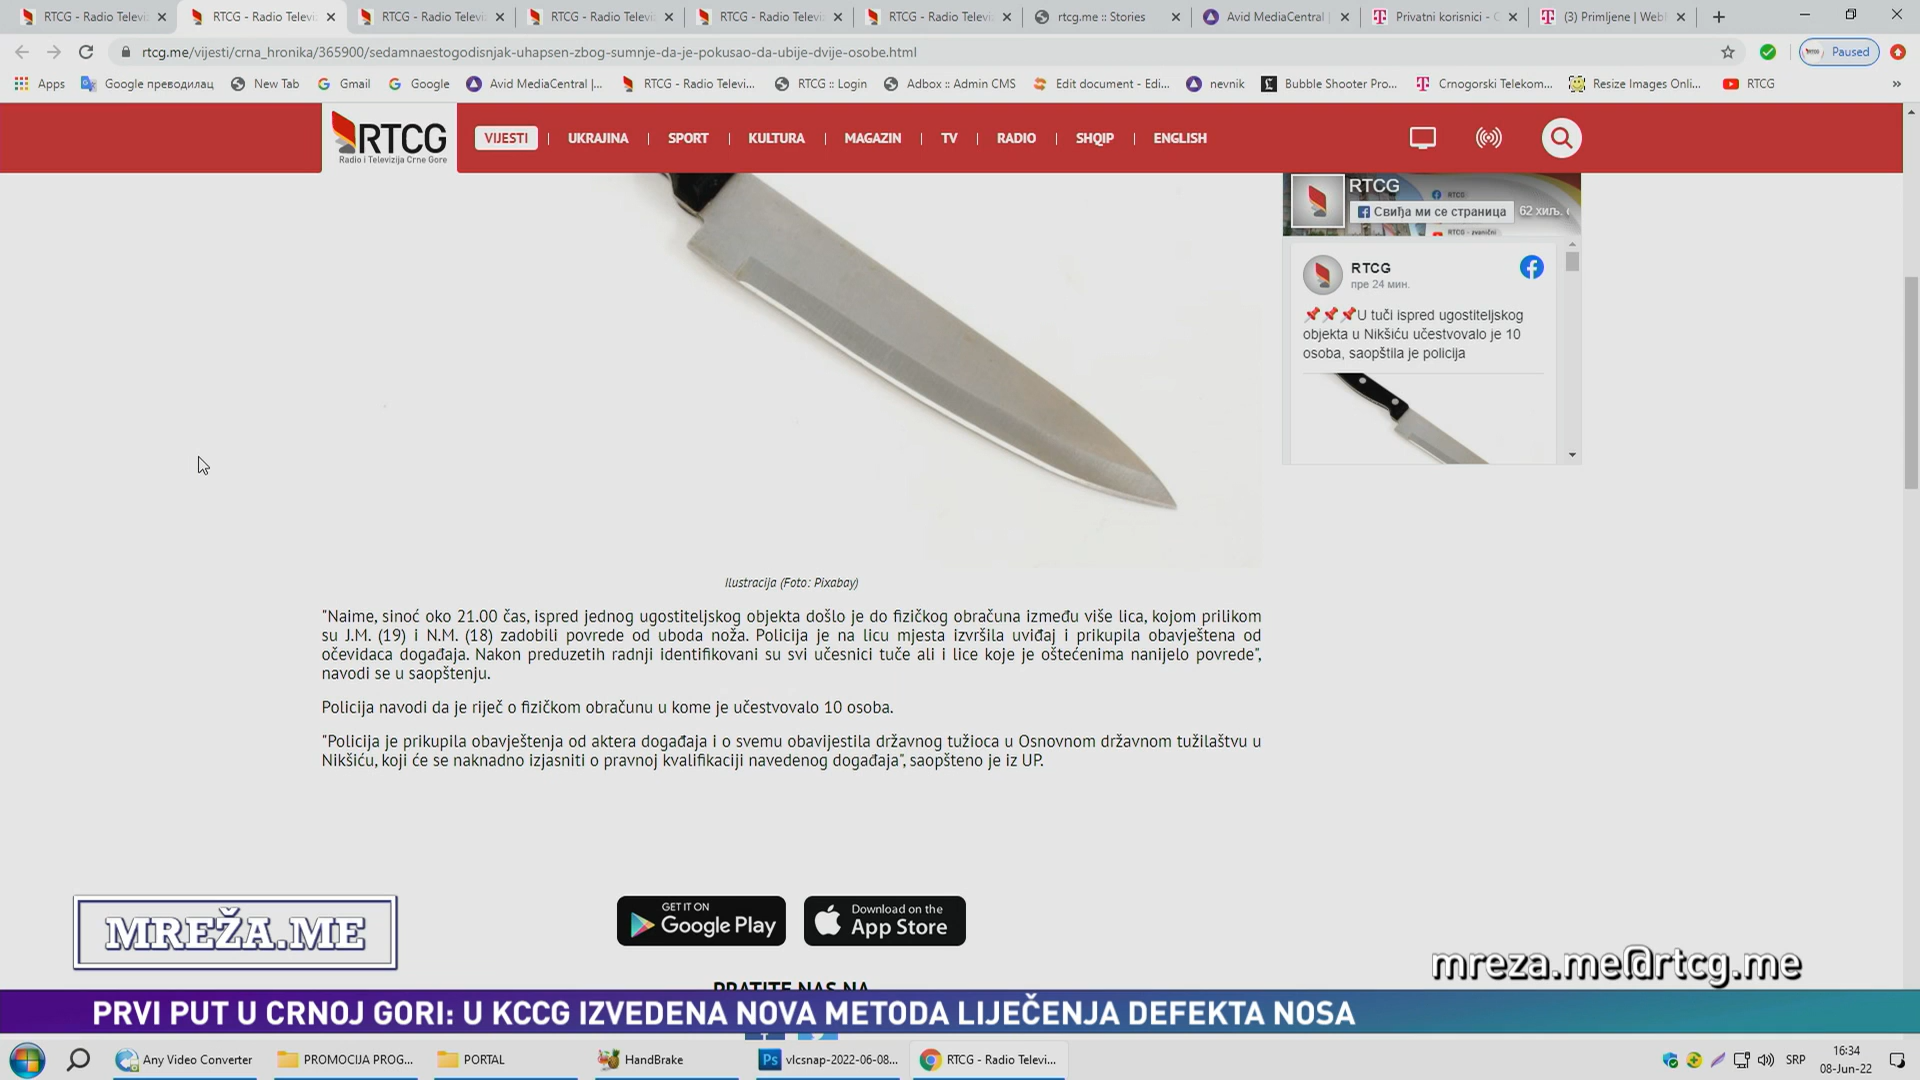 RTCG - Radio Televi
RTCG - Radio Televi
RTCG - Radio Televi
RTCG - Radio Televi
RTCG - Radio Televi
RTCG - Radio Televi
rtcg.me :: Stories
Avid MediaCentral
Privatni korisnici - C
(3) Primljene | Web
rtcg.me/vijesti/crna_hronika/365900/sedamnaestogodisnjak-uhapsen-zbog-sumnje-da-je-pokusao-da-ubije-dvije-osobe.html
Paused
Apps
Google преводилац
New Tab
Gmail
Google
Avid MediaCentral |...
RTCG - Radio Televi...
RTCG :: Login
Adbox :: Admin CMS
Edit document - Edi...
nevnik
Bubble Shooter Pro...
Crnogorski Telekom...
Resize Images Onli...
RTCG
RTCG
Radio i Televizija Crne Gore
VIJESTI | UKRAJINA | SPORT | KULTURA | MAGAZIN | TV | RADIO | SHQIP | ENGLISH
RTCG
Свиђа ми се страница
62 хиљ.
RTCG
пре 24 мин.
📌📌📌U tuči ispred ugostiteljskog
objekta u Nikšiću učestvovalo je 10
osoba, saopštila je policija
Ilustracija (Foto: Pixabay)
"Naime, sinoć oko 21.00 čas, ispred jednog ugostiteljskog objekta došlo je do fizičkog obračuna između više lica, kojom prilikom
su J.M. (19) i N.M. (18) zadobili povrede od uboda noža. Policija je na licu mjesta izvršila uviđaj i prikupila obavještena od
očevidaca događaja. Nakon preduzetih radnji identifikovani su svi učesnici tuče ali i lice koje je oštećenima nanijelo povrede",
navodi se u saopštenju.
Policija navodi da je riječ o fizičkom obračunu u kome je učestvovalo 10 osoba.
"Policija je prikupila obavještenja od aktera događaja i o svemu obavijestila državnog tužioca u Osnovnom državnom tužilaštvu u
Nikšiću, koji će se naknadno izjasniti o pravnoj kvalifikaciji navedenog događaja", saopšteno je iz UP.
MREŽA.ME
GET IT ON
Google Play
Download on the
App Store
mreza.me@rtcg.me
PRATITE NAS NA
PRVI PUT U CRNOJ GORI: U KCCG IZVEDENA NOVA METODA LIJEČENJA DEFEKTA NOSA
Any Video Converter
PROMOCIJA PROG...
PORTAL
HandBrake
vlcsnap-2022-06-08...
RTCG - Radio Televi...
SRP
16:34
08-Jun-22